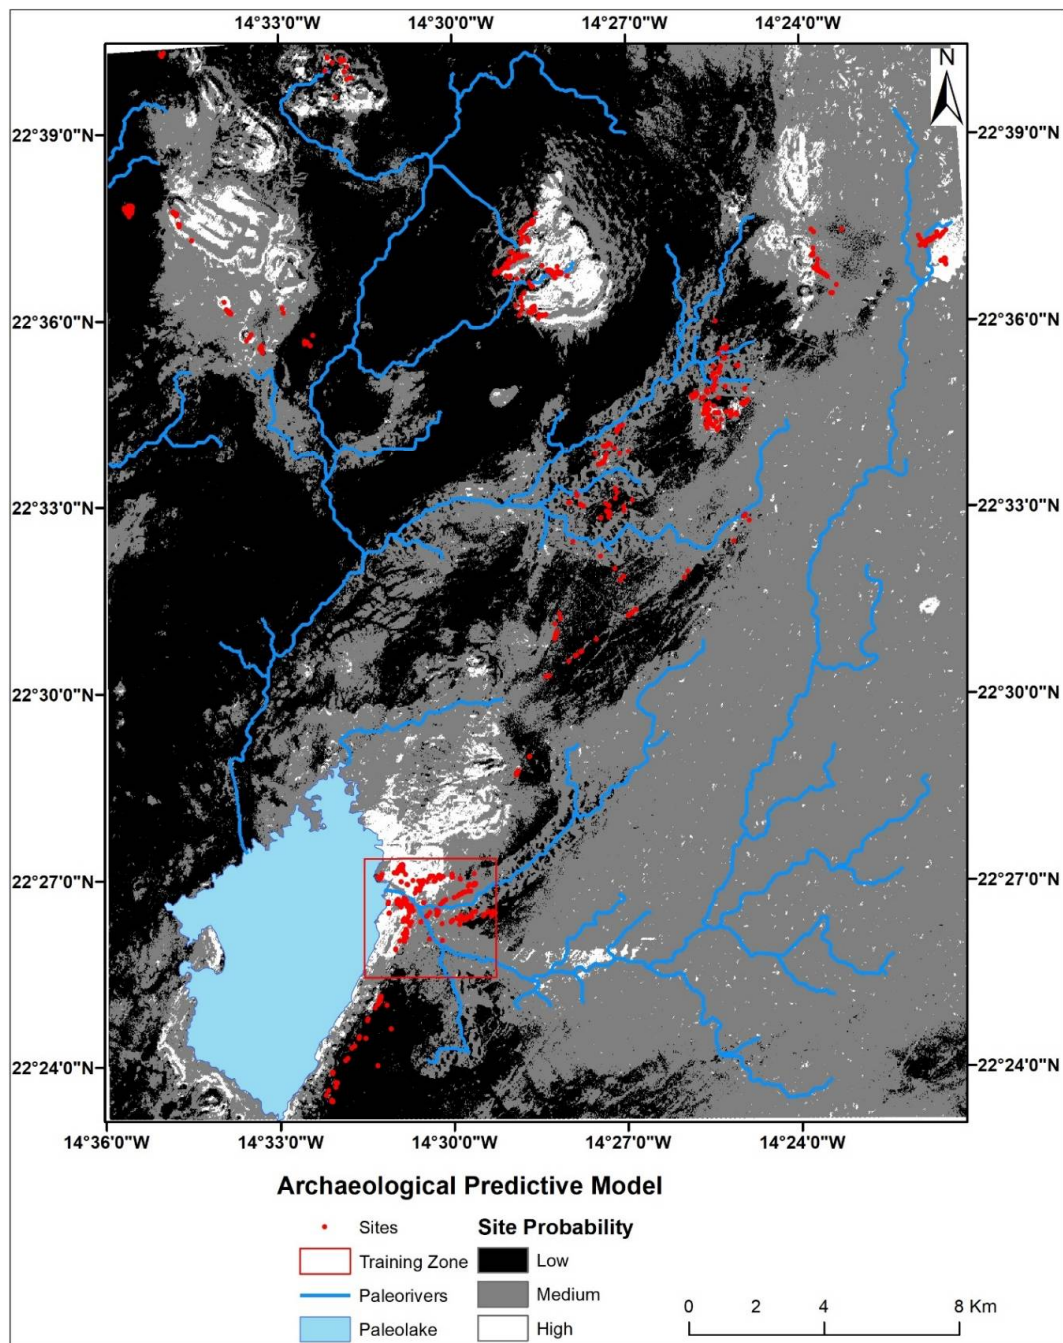 14°33'0"W 14°30'0"W 14°27'0"W 14°24'0"W
N
22°39'0"N 22°39'0"N
22°36'0"N 22°36'0"N
22°33'0"N 22°33'0"N
22°30'0"N 22°30'0"N
22°27'0"N 22°27'0"N
22°24'0"N 22°24'0"N
14°36'0"W 14°33'0"W 14°30'0"W 14°27'0"W 14°24'0"W
Archaeological Predictive Model
Sites Site Probability
Training Zone Low
Paleorivers Medium
Paleolake High
0 2 4 8 Km